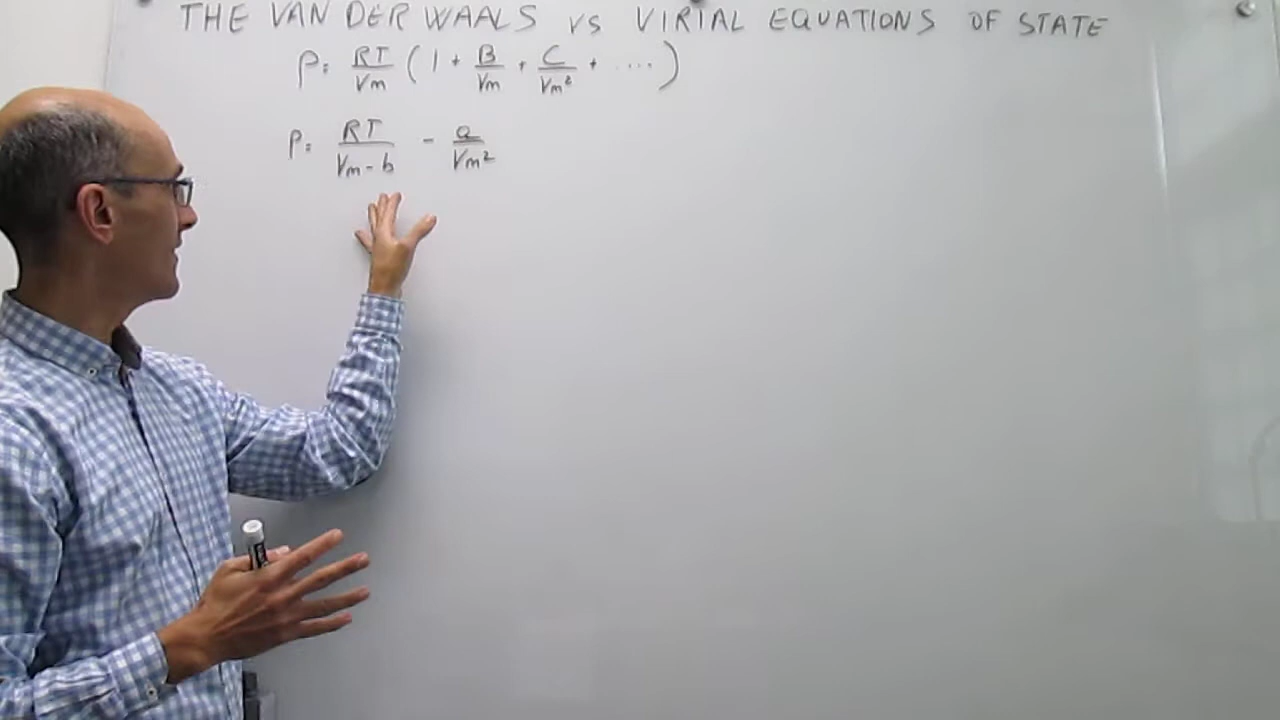 THE VAN DER WAALS vs VIRIAL EQUATIONS OF STATE
P = RT/Vm (1 + B/Vm + C/Vm² + ....)
P = RT/(Vm - b) - a/Vm²